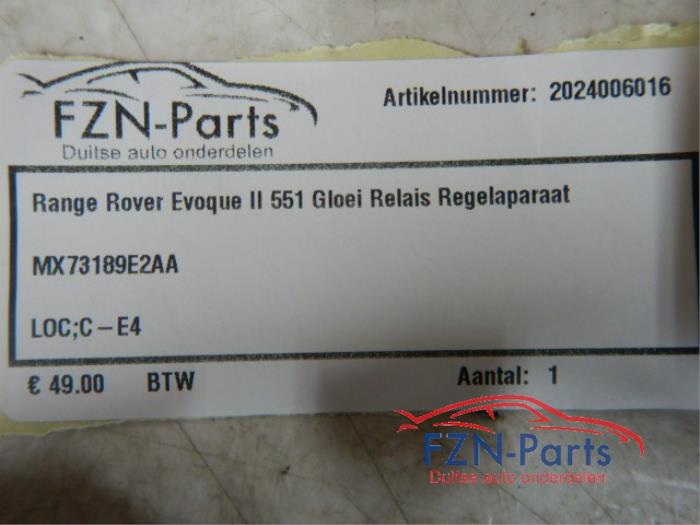 FZN-Parts
Duitse auto onderdelen
Artikelnummer: 2024006016
Range Rover Evoque II 551 Gloei Relais Regelaparaat
MX73189E2AA
LOC;C-E4
€ 49.00 BTW Aantal: 1
FZN-Parts
Duitse auto onderdelen